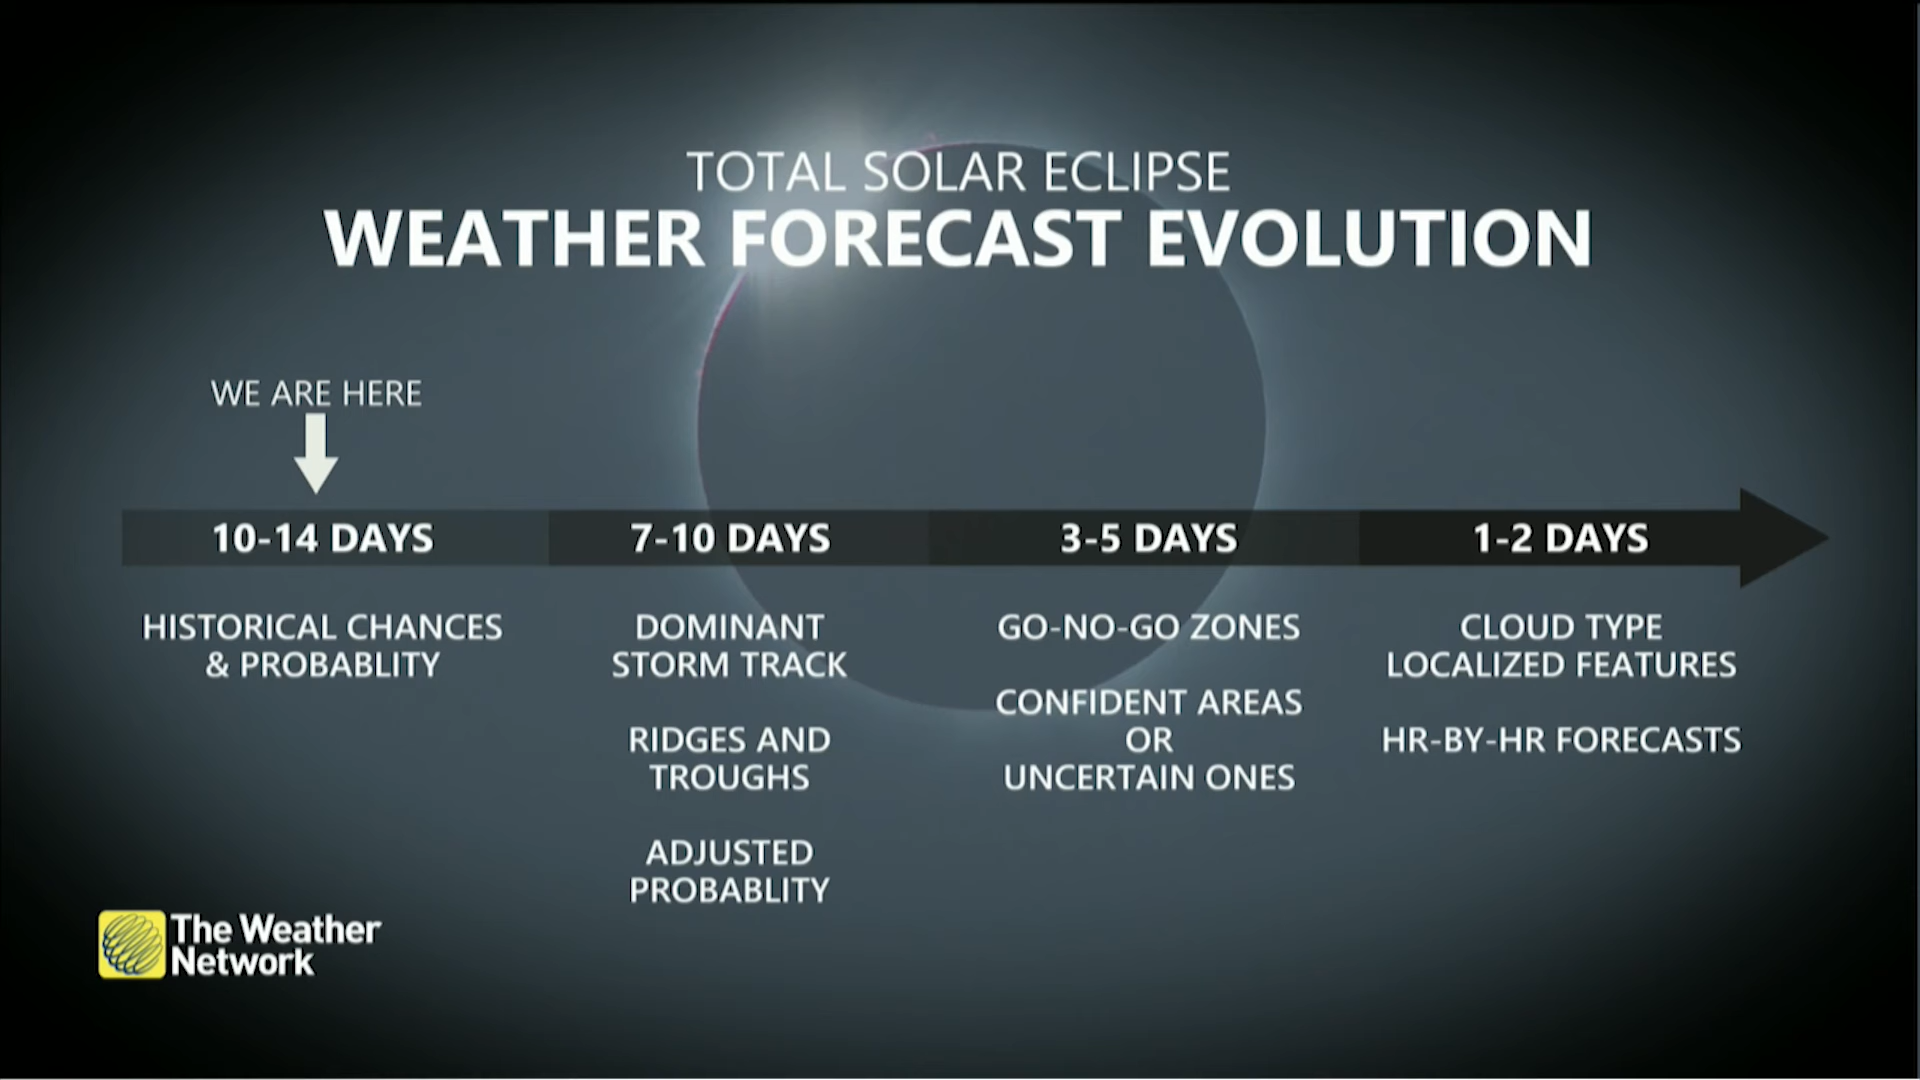 TOTAL SOLAR ECLIPSE
WEATHER FORECAST EVOLUTION
WE ARE HERE
10-14 DAYS
HISTORICAL CHANCES
& PROBABLITY
7-10 DAYS
DOMINANT
STORM TRACK
RIDGES AND
TROUGHS
ADJUSTED
PROBABLITY
3-5 DAYS
GO-NO-GO ZONES
CONFIDENT AREAS
OR
UNCERTAIN ONES
1-2 DAYS
CLOUD TYPE
LOCALIZED FEATURES
HR-BY-HR FORECASTS
The Weather
Network